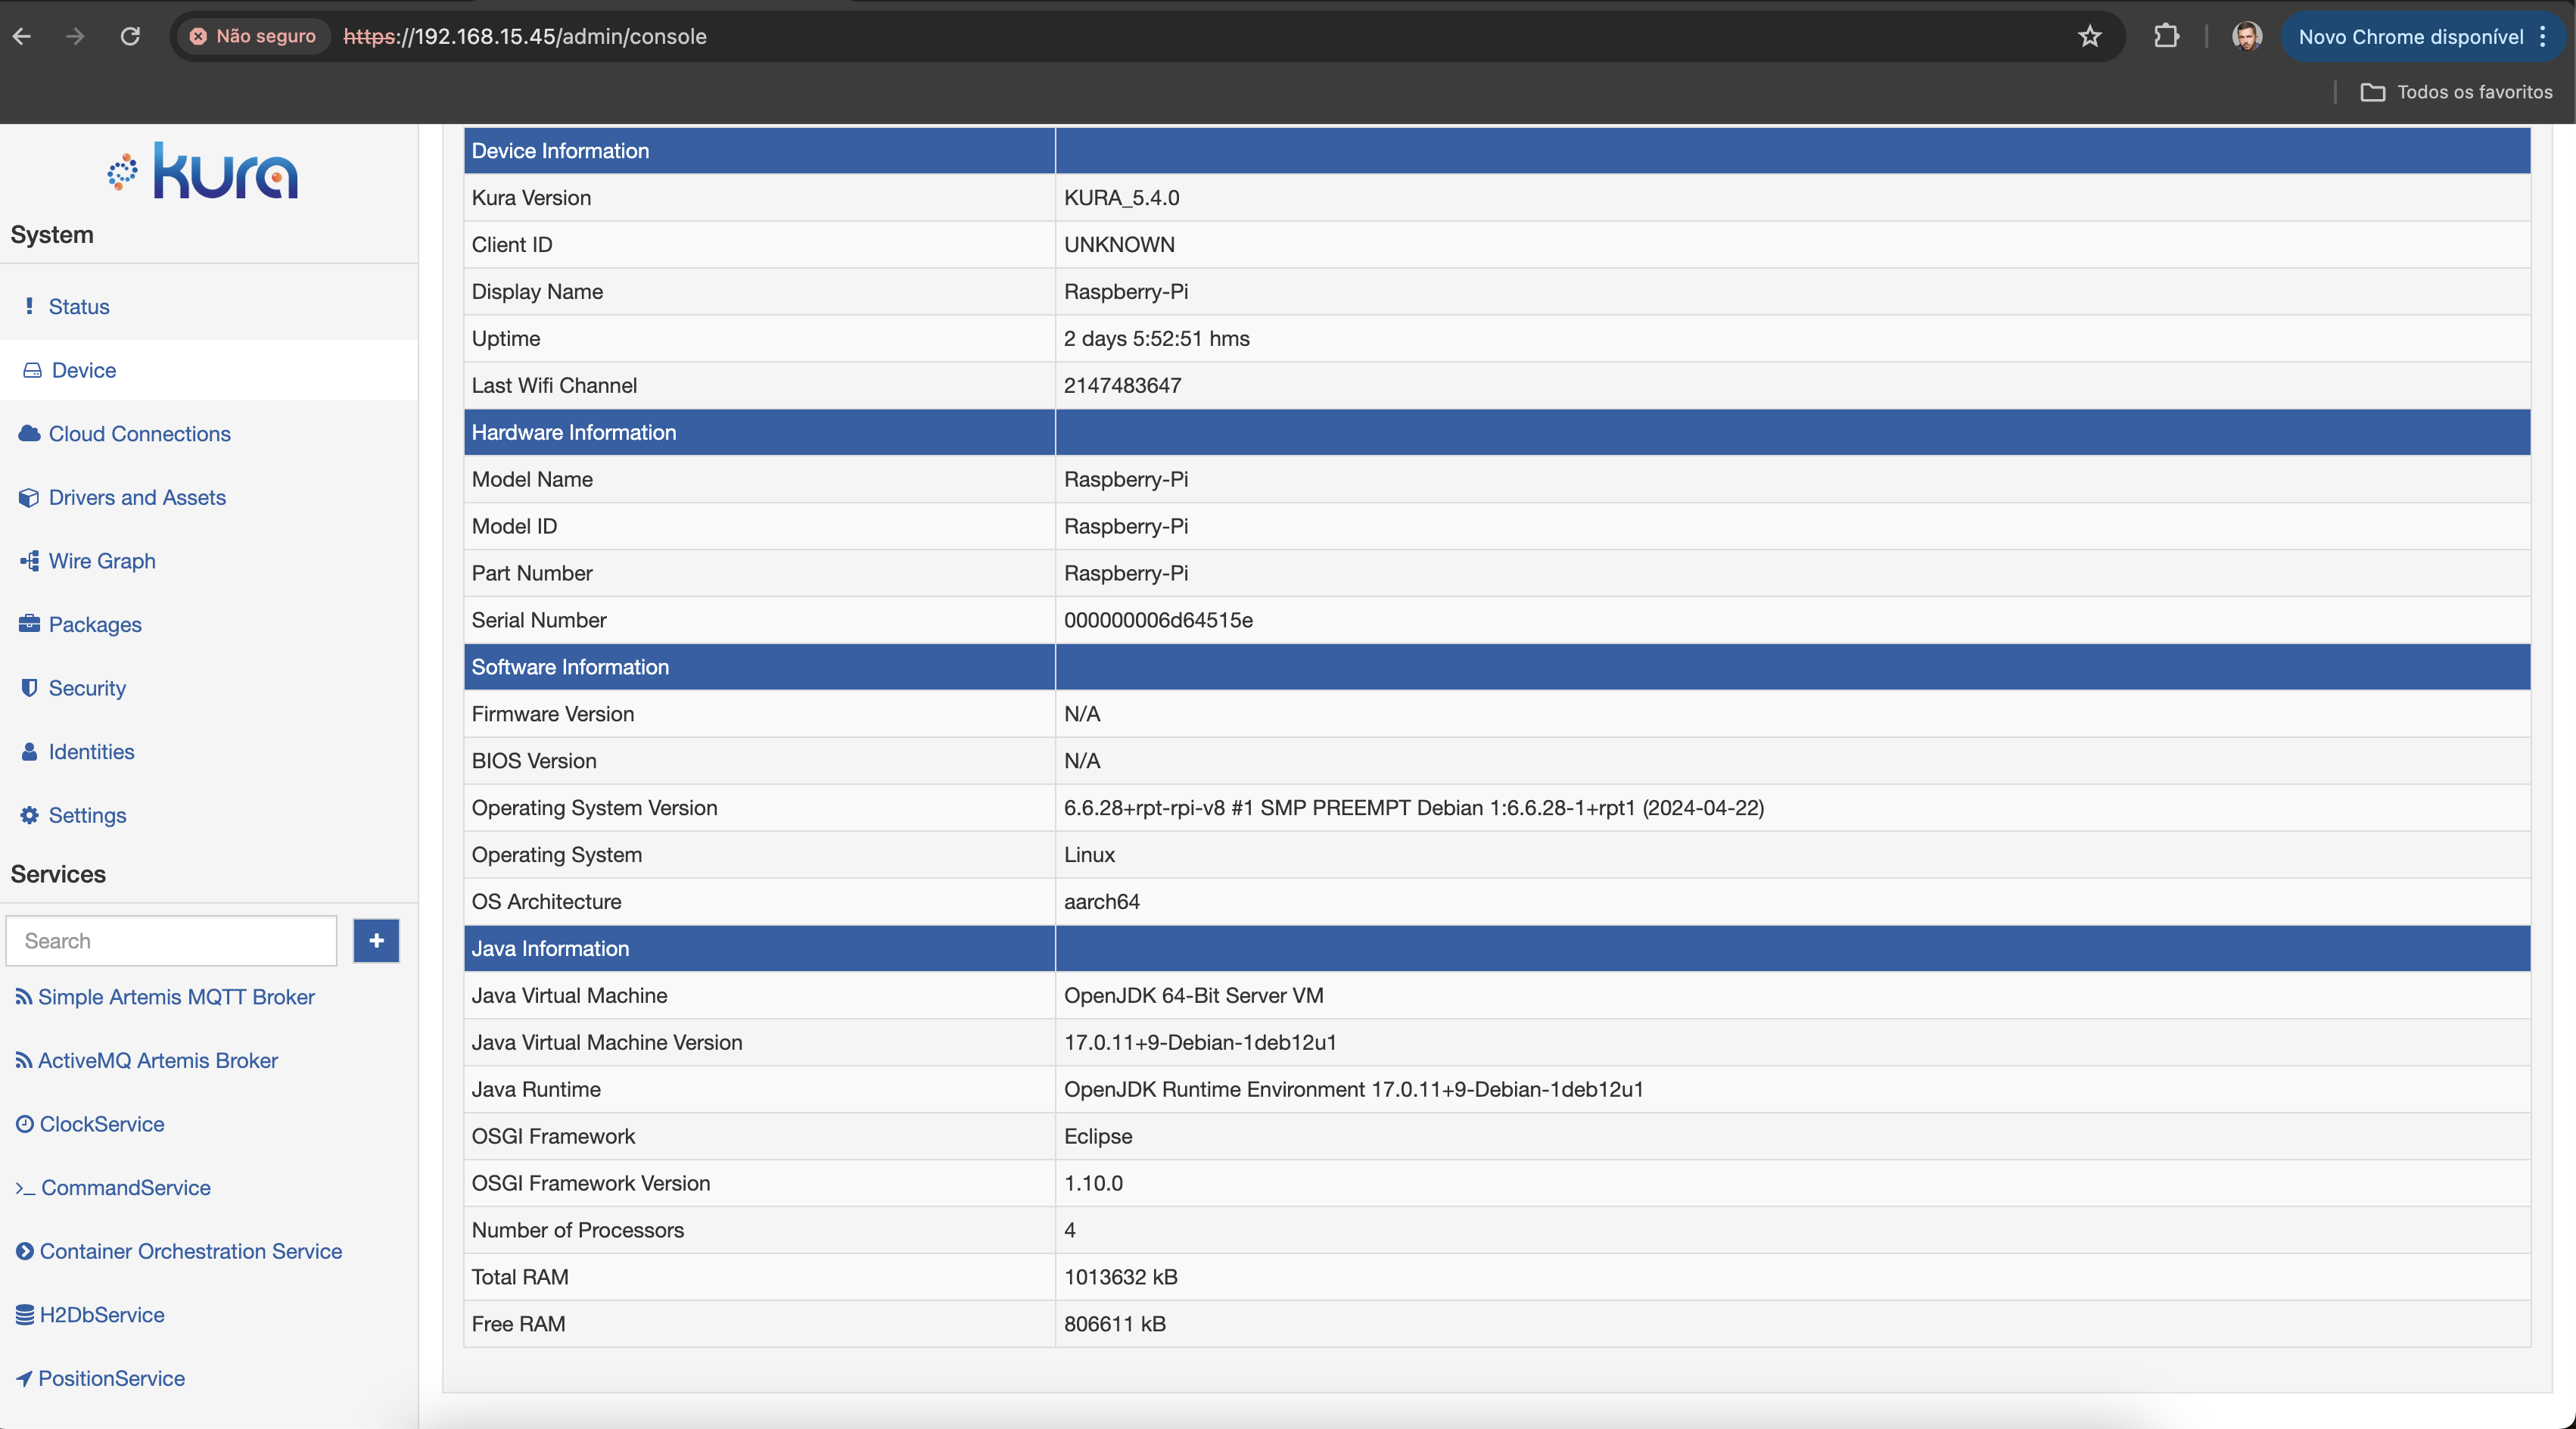 Não seguro
https://192.168.15.45/admin/console
Novo Chrome disponível
Todos os favoritos
kura
System
Status
Device
Cloud Connections
Drivers and Assets
Wire Graph
Packages
Security
Identities
Settings
Services
Search
Simple Artemis MQTT Broker
ActiveMQ Artemis Broker
ClockService
CommandService
Container Orchestration Service
H2DbService
PositionService
Device Information
Kura Version KURA_5.4.0
Client ID UNKNOWN
Display Name Raspberry-Pi
Uptime 2 days 5:52:51 hms
Last Wifi Channel 2147483647
Hardware Information
Model Name Raspberry-Pi
Model ID Raspberry-Pi
Part Number Raspberry-Pi
Serial Number 000000006d64515e
Software Information
Firmware Version N/A
BIOS Version N/A
Operating System Version 6.6.28+rpt-rpi-v8 #1 SMP PREEMPT Debian 1:6.6.28-1+rpt1 (2024-04-22)
Operating System Linux
OS Architecture aarch64
Java Information
Java Virtual Machine OpenJDK 64-Bit Server VM
Java Virtual Machine Version 17.0.11+9-Debian-1deb12u1
Java Runtime OpenJDK Runtime Environment 17.0.11+9-Debian-1deb12u1
OSGI Framework Eclipse
OSGI Framework Version 1.10.0
Number of Processors 4
Total RAM 1013632 kB
Free RAM 806611 kB